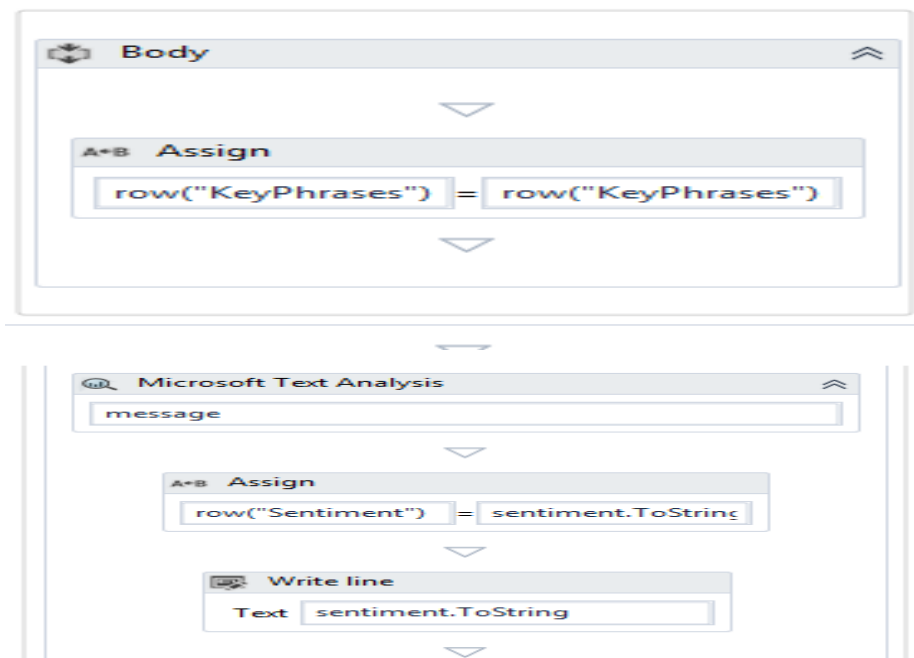 Body
A+B Assign
row("KeyPhrases") = row("KeyPhrases")
Microsoft Text Analysis
message
A+B Assign
row("Sentiment") = sentiment.ToString
Write line
Text sentiment.ToString